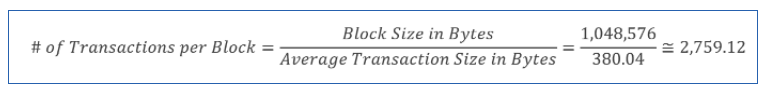 # of Transactions per Block = Block Size in Bytes / Average Transaction Size in Bytes = 1,048,576 / 380.04 ≅ 2,759.12